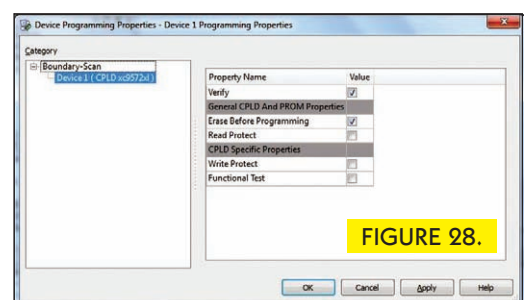 Device Programming Properties - Device 1 Programming Properties
Category
Boundary-Scan
Device 1 ( CPLD xc9572xl )
Property Name Value
Verify
General CPLD And PROM Properties
Erase Before Programming
Read Protect
CPLD Specific Properties
Write Protect
Functional Test
FIGURE 28.
OK Cancel Apply Help